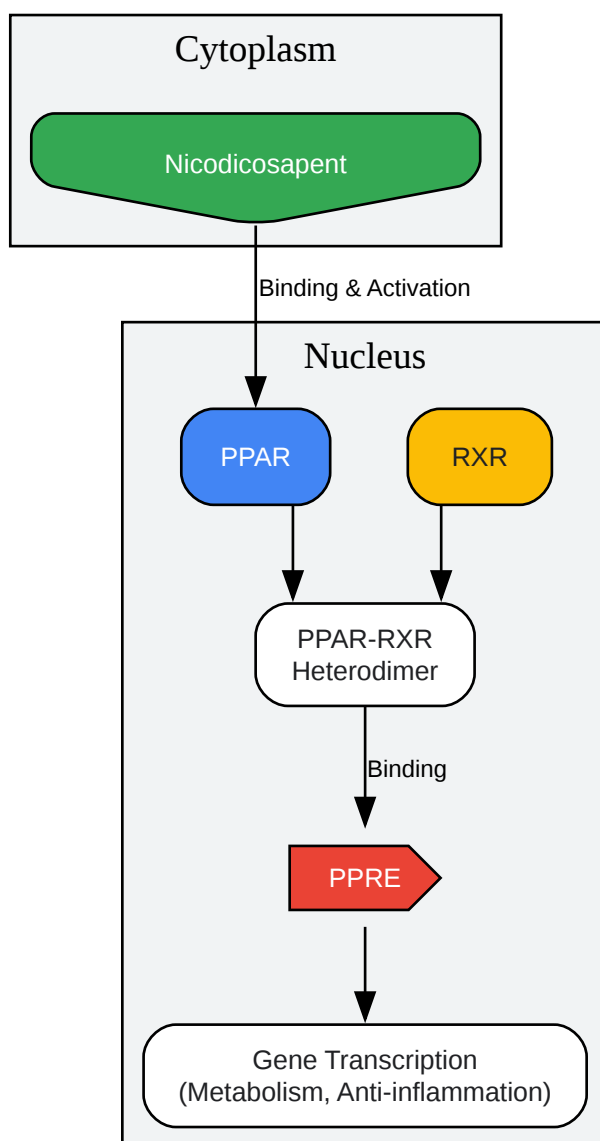 Cytoplasm
Nicodicosapent
Binding & Activation
Nucleus
PPAR
RXR
PPAR-RXR
Heterodimer
Binding
PPRE
Gene Transcription
(Metabolism, Anti-inflammation)